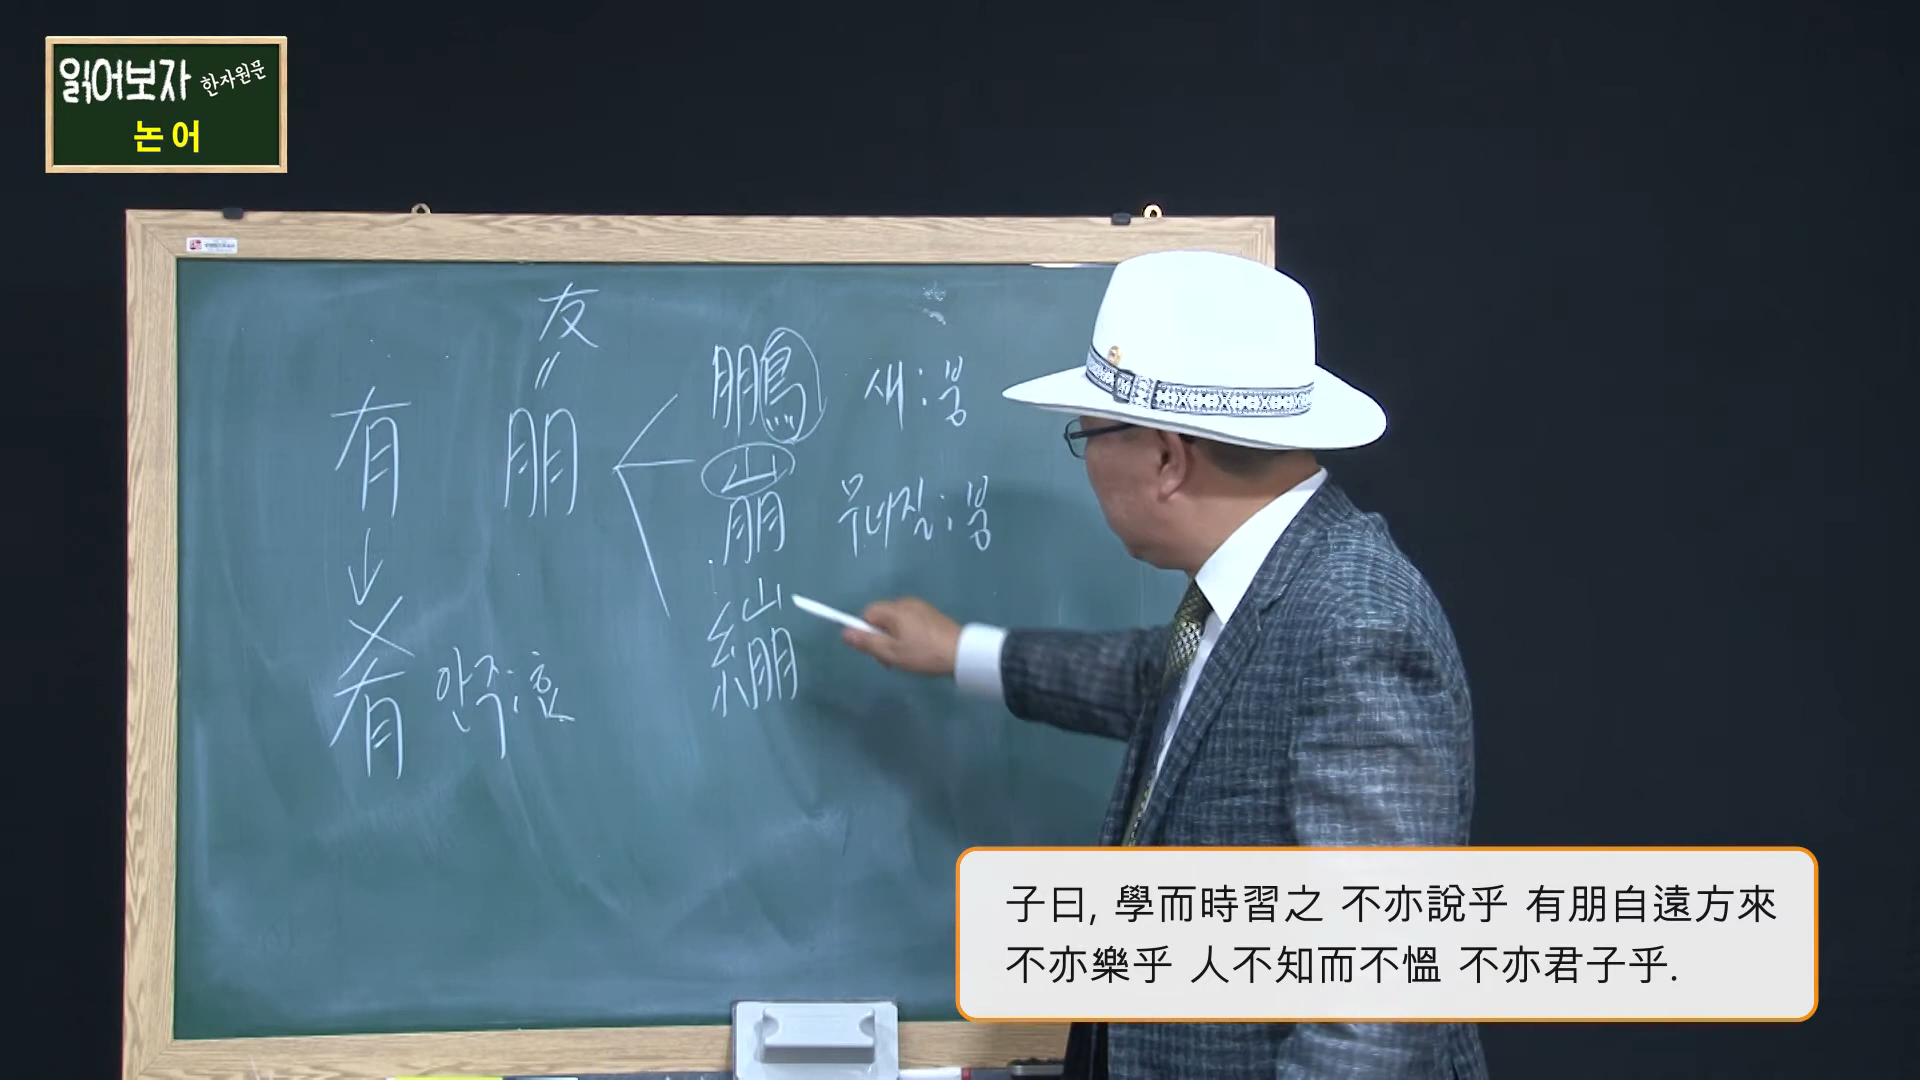 읽어보자 한자원문
논어
友
〃
有 朋
鵬 새:붕
崩 무너질:붕
繃
肴 안주:효
子曰, 學而時習之 不亦說乎 有朋自遠方來
不亦樂乎 人不知而不慍 不亦君子乎.